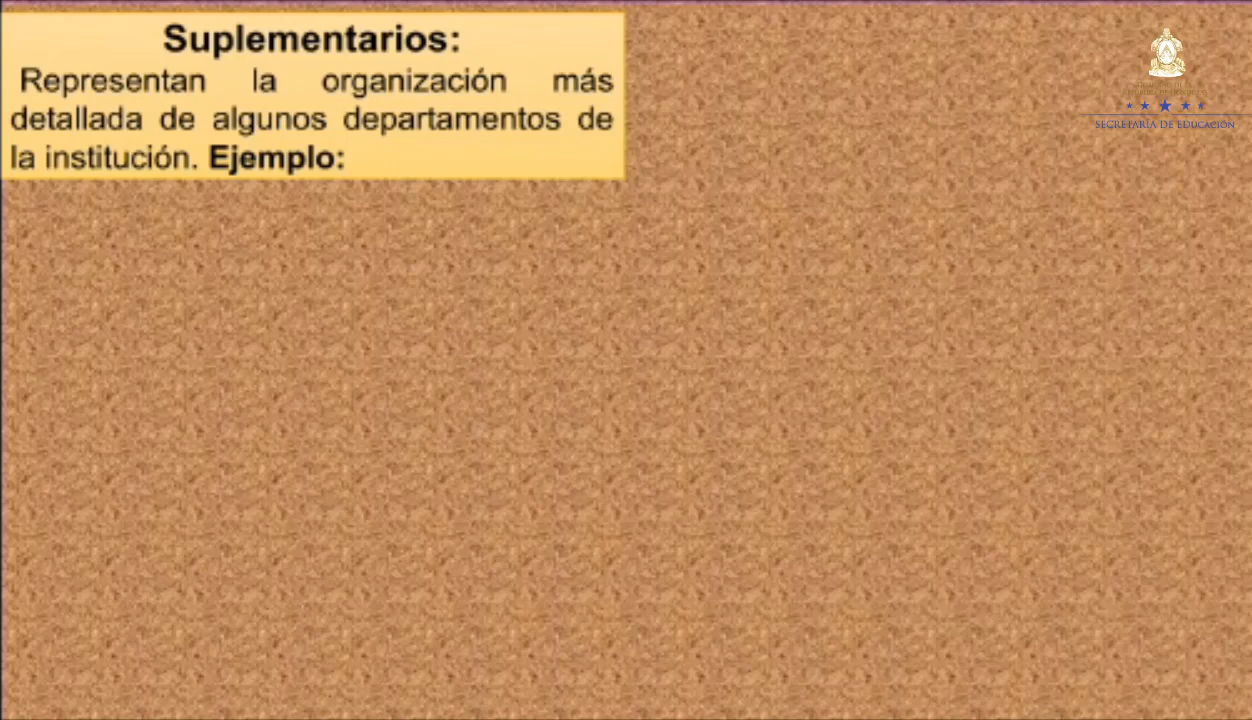 Suplementarios:
Representan la organización más
detallada de algunos departamentos de
la institución. Ejemplo:
SECRETARÍA DE EDUCACIÓN